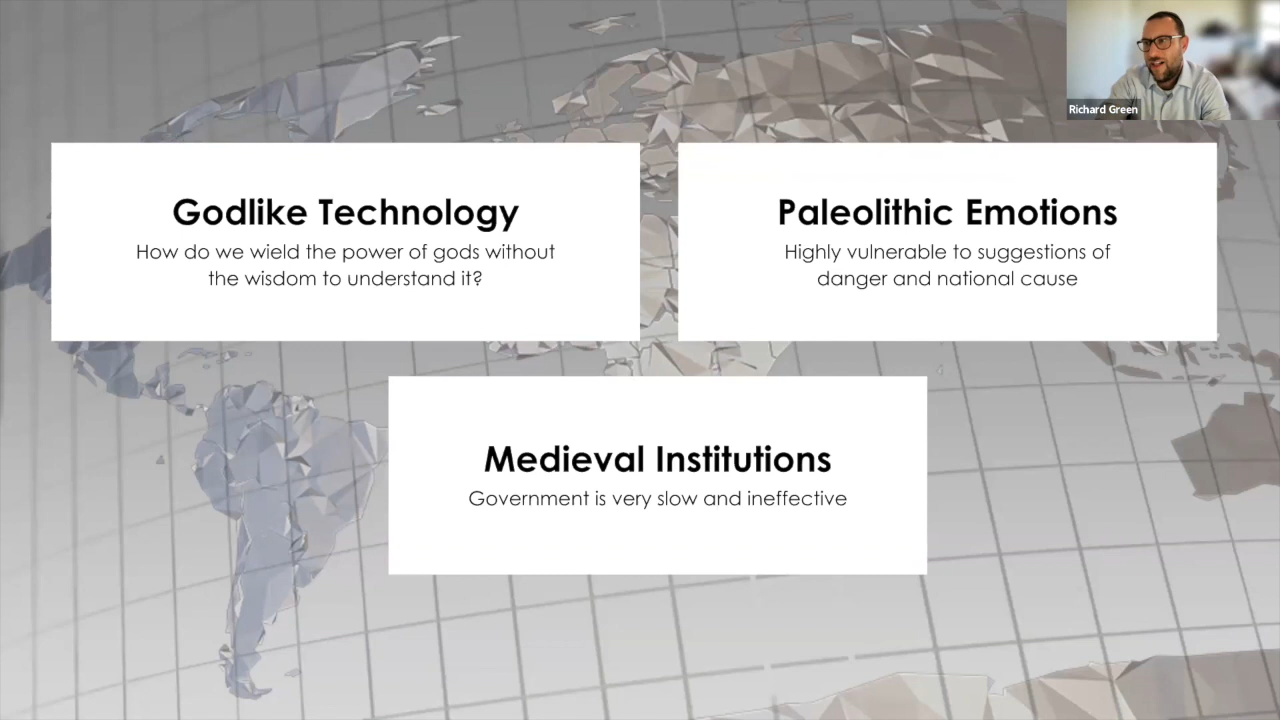 Richard Green
Godlike Technology
How do we wield the power of gods without
the wisdom to understand it?
Paleolithic Emotions
Highly vulnerable to suggestions of
danger and national cause
Medieval Institutions
Government is very slow and ineffective